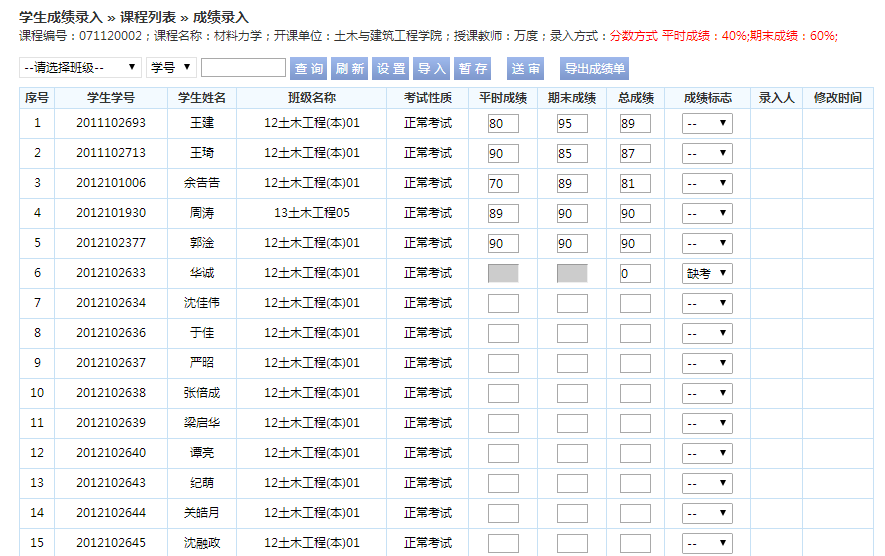 学生成绩录入 » 课程列表 » 成绩录入
课程编号：071120002；课程名称：材料力学；开课单位：土木与建筑工程学院；授课教师：万度；录入方式：分数方式 平时成绩：40%;期末成绩：60%;
--请选择班级-- 学号 查 询 刷 新 设 置 导 入 暂 存 送 审 导出成绩单
序号 学生学号 学生姓名 班级名称 考试性质 平时成绩 期末成绩 总成绩 成绩标志 录入人 修改时间
1 2011102693 王建 12土木工程(本)01 正常考试 80 95 89 --
2 2011102713 王琦 12土木工程(本)01 正常考试 90 85 87 --
3 2012101006 余告告 12土木工程(本)01 正常考试 70 89 81 --
4 2012101930 周涛 13土木工程05 正常考试 89 90 90 --
5 2012102377 郭淦 12土木工程(本)01 正常考试 90 90 90 --
6 2012102633 华诚 12土木工程(本)01 正常考试 0 缺考
7 2012102634 沈佳伟 12土木工程(本)01 正常考试 --
8 2012102636 于佳 12土木工程(本)01 正常考试 --
9 2012102637 严昭 12土木工程(本)01 正常考试 --
10 2012102638 张倍成 12土木工程(本)01 正常考试 --
11 2012102639 梁启华 12土木工程(本)01 正常考试 --
12 2012102640 谭亮 12土木工程(本)01 正常考试 --
13 2012102643 纪萌 12土木工程(本)01 正常考试 --
14 2012102644 关皓月 12土木工程(本)01 正常考试 --
15 2012102645 沈融政 12土木工程(本)01 正常考试 --